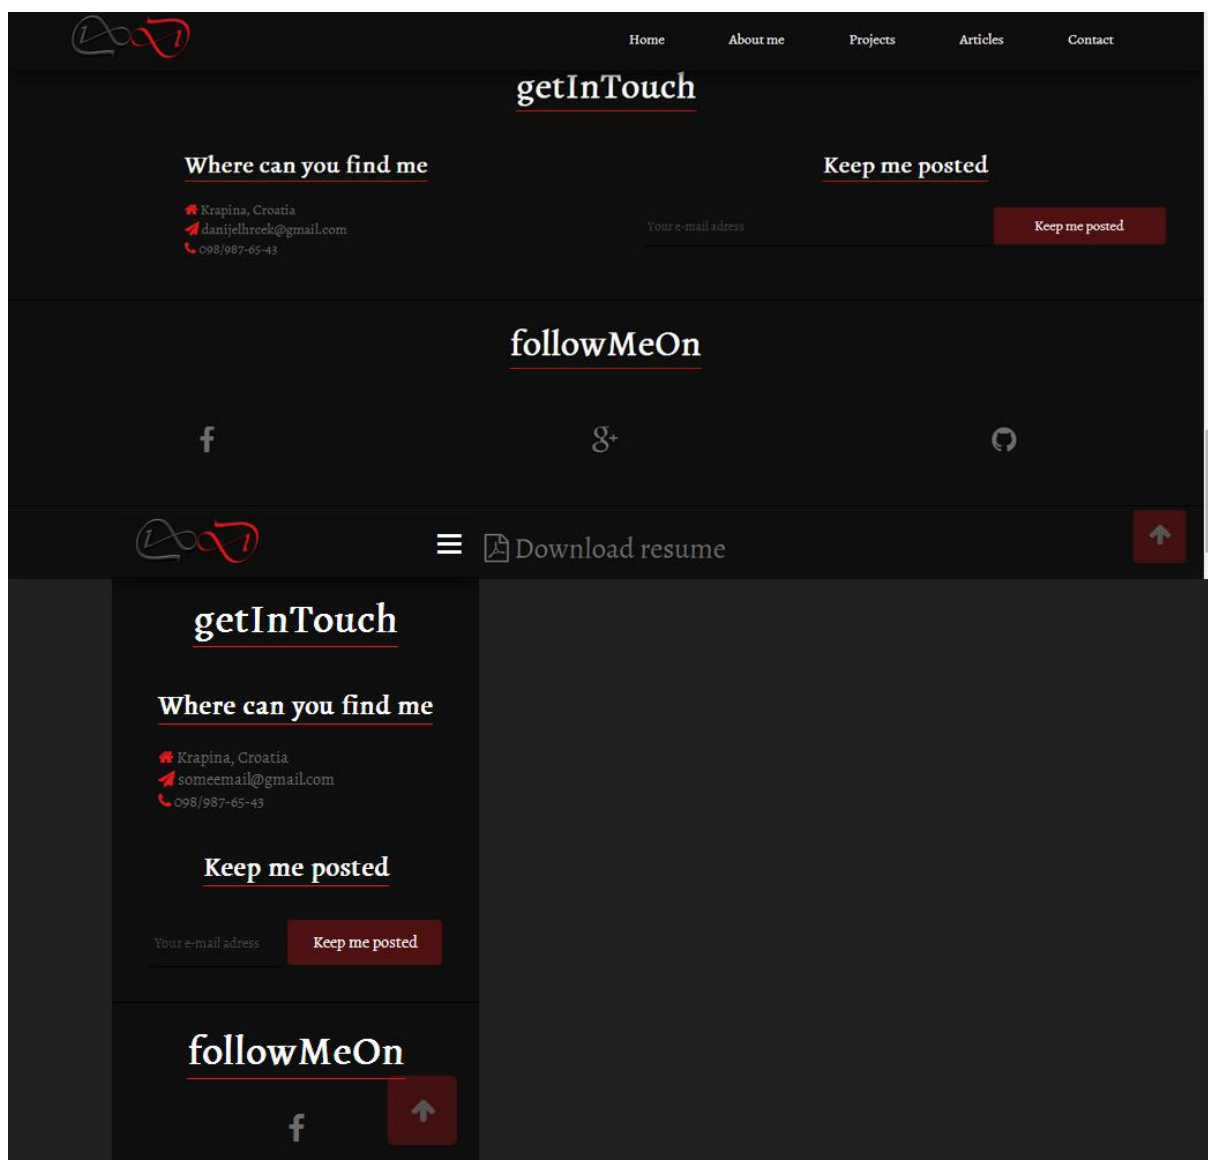 Home About me Projects Articles Contact
getInTouch
Where can you find me
Krapina, Croatia
danijelhrcek@gmail.com
098/987-65-43
Keep me posted
Your e-mail adress
Keep me posted
followMeOn
f
g+
Download resume
getInTouch
Where can you find me
Krapina, Croatia
someemail@gmail.com
098/987-65-43
Keep me posted
Your e-mail adress
Keep me posted
followMeOn
f